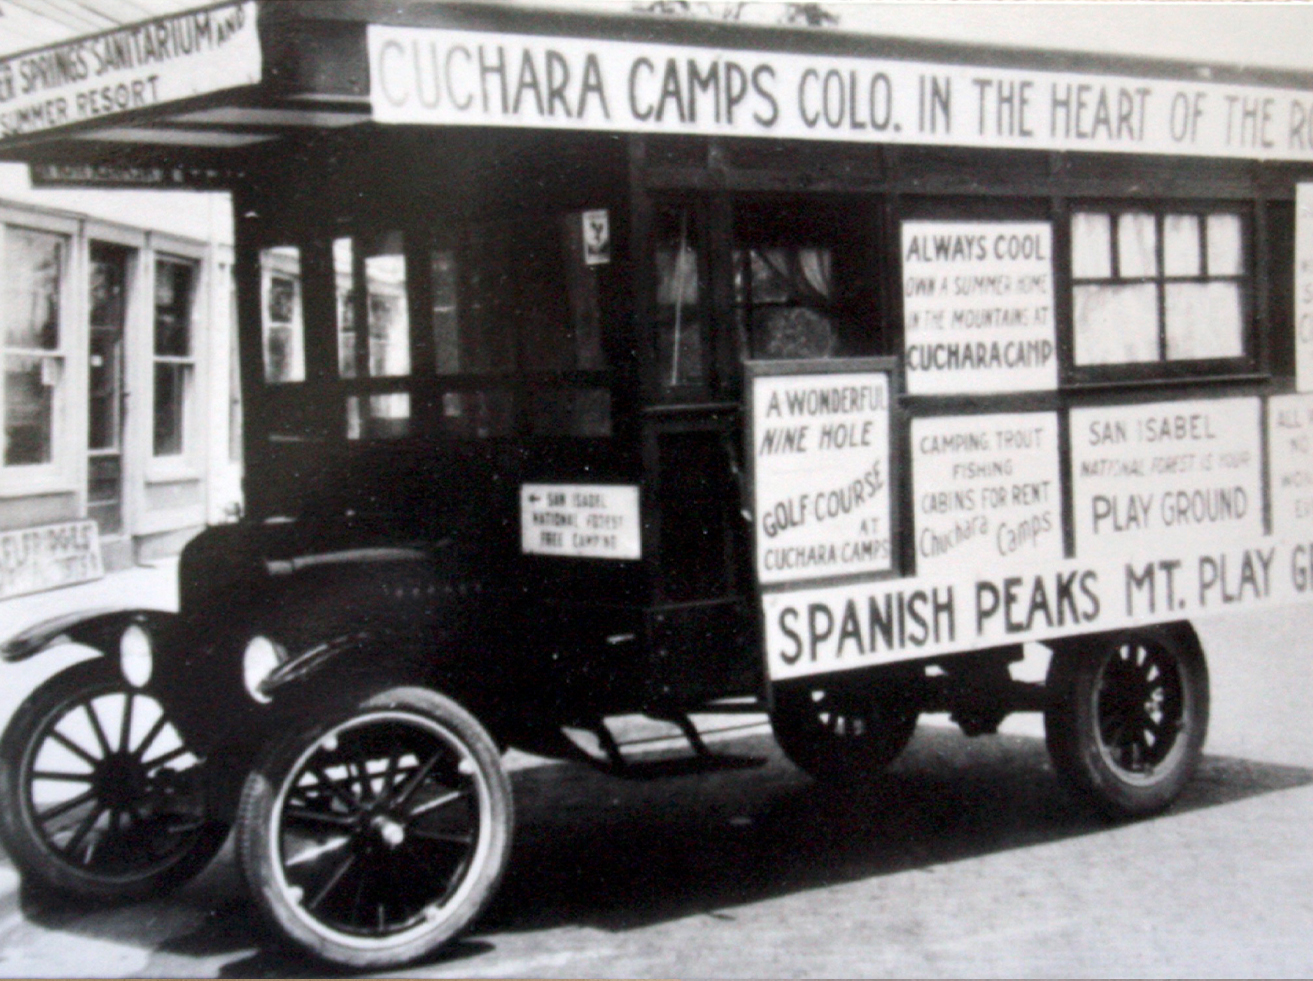 SPRINGS SANITARIUM AND
SUMMER RESORT
CUCHARA CAMPS COLO. IN THE HEART OF THE
ALWAYS COOL
OWN A SUMMER HOME
IN THE MOUNTAINS AT
CUCHARA CAMP
A WONDERFUL
NINE HOLE
GOLF COURSE
AT
CUCHARA CAMPS
CAMPING TROUT
FISHING
CABINS FOR RENT
Chuchara Camps
SAN ISABEL
NATIONAL FOREST IS YOUR
PLAY GROUND
← SAN ISABEL
NATIONAL FOREST
FREE CAMPING
SPANISH PEAKS MT. PLAY